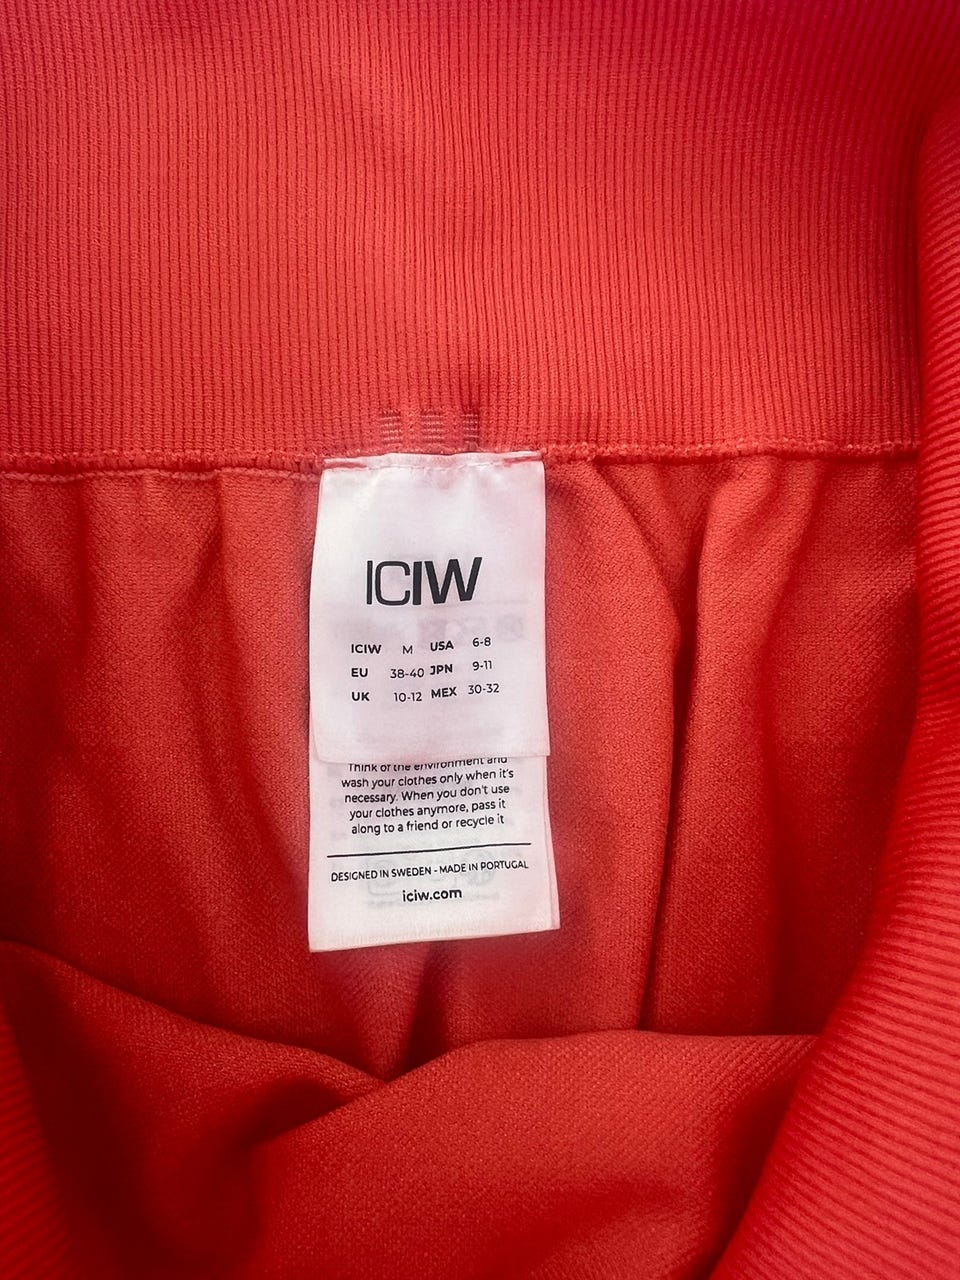 ICIW
ICIW M USA 6-8
EU 38-40 JPN 9-11
UK 10-12 MEX 30-32
Think of the environment and
wash your clothes only when it's
necessary. When you don't use
your clothes anymore, pass it
along to a friend or recycle it
DESIGNED IN SWEDEN - MADE IN PORTUGAL
iciw.com